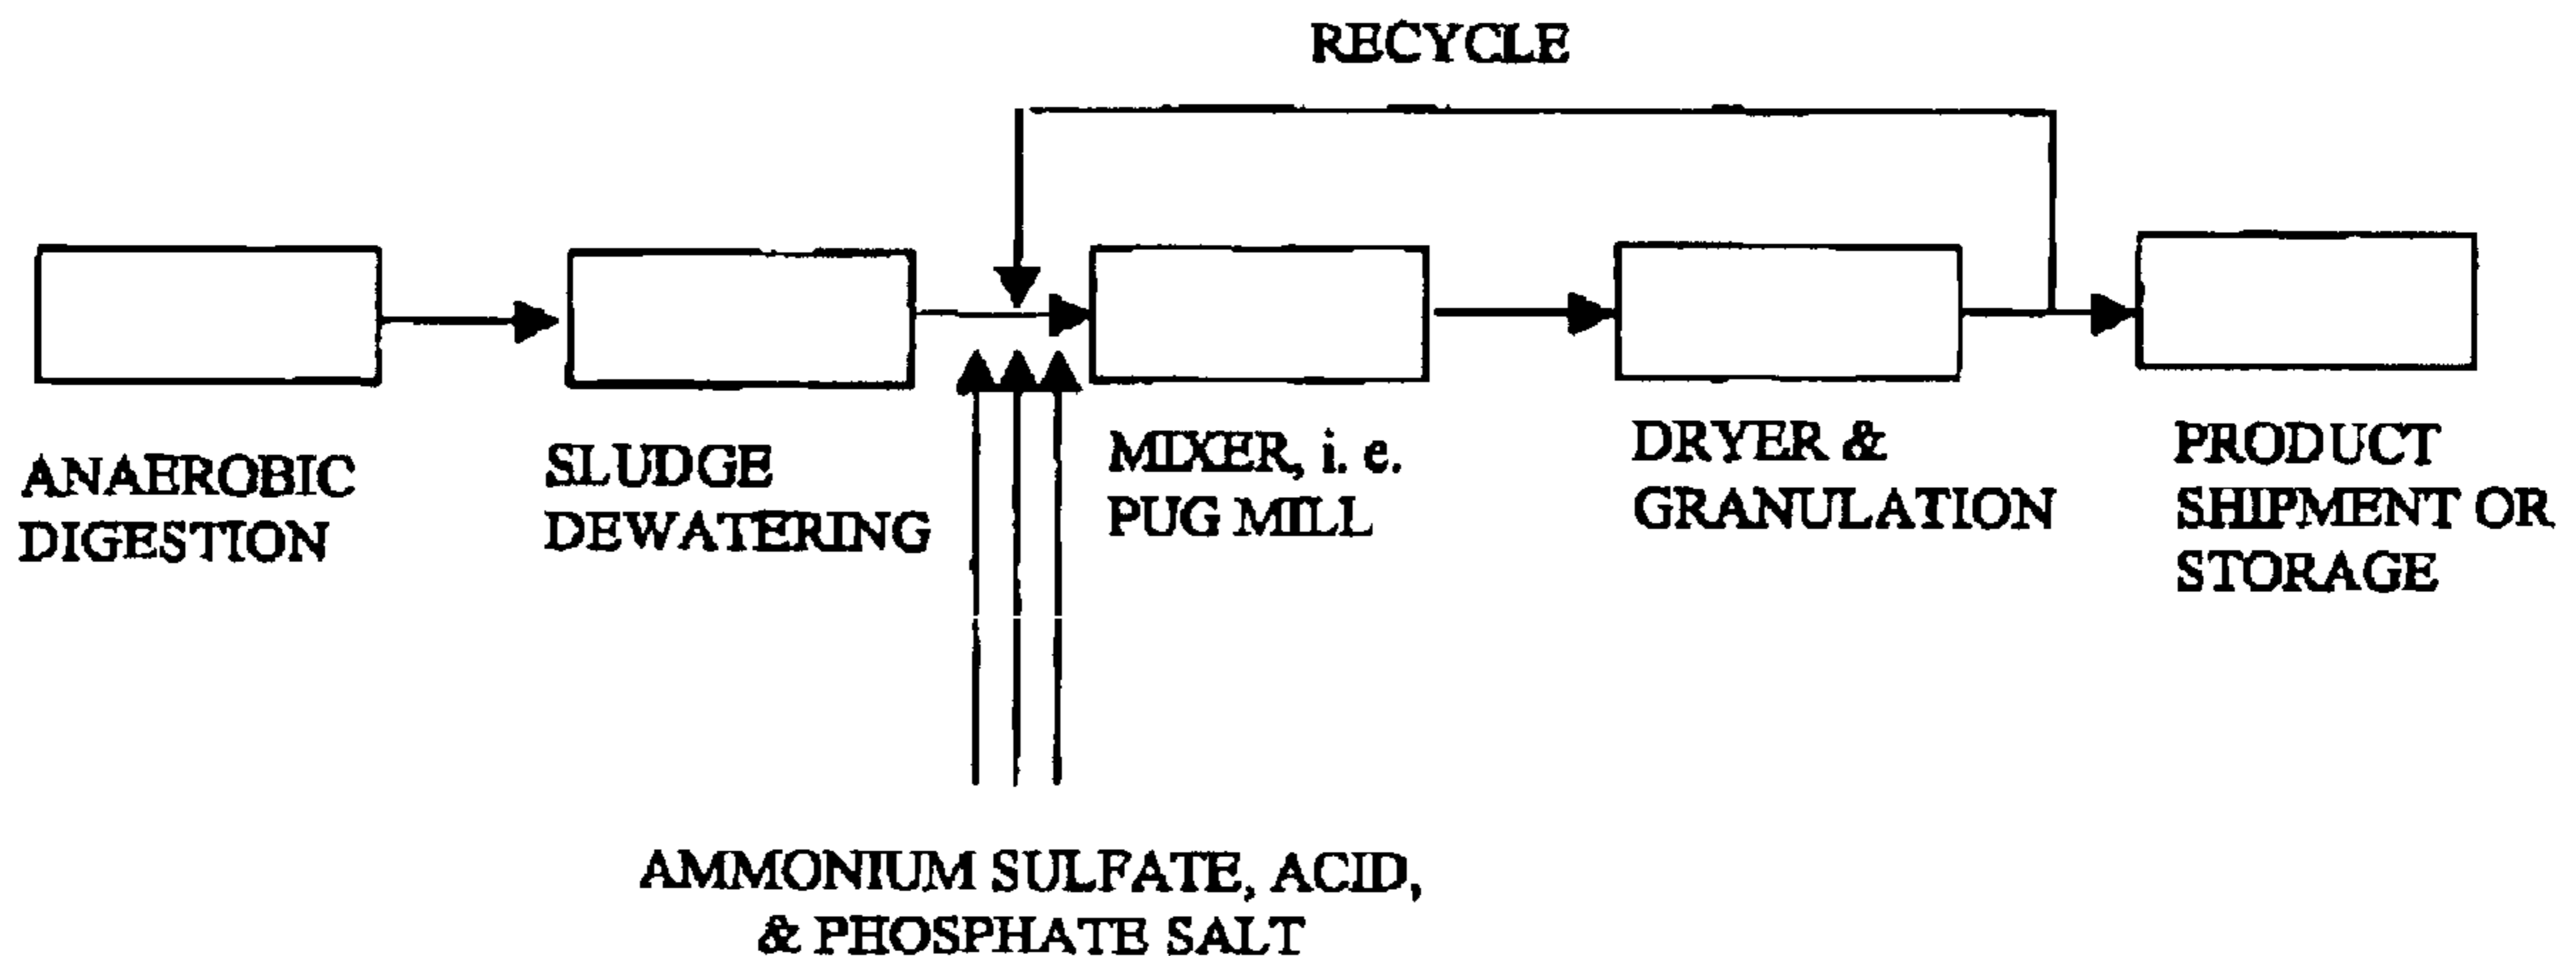 RECYCLE
ANAEROBIC
DIGESTION
SLUDGE
DEWATERING
MIXER, i. e.
PUG MILL
DRYER &
GRANULATION
PRODUCT
SHIPMENT OR
STORAGE
AMMONIUM SULFATE, ACID,
& PHOSPHATE SALT